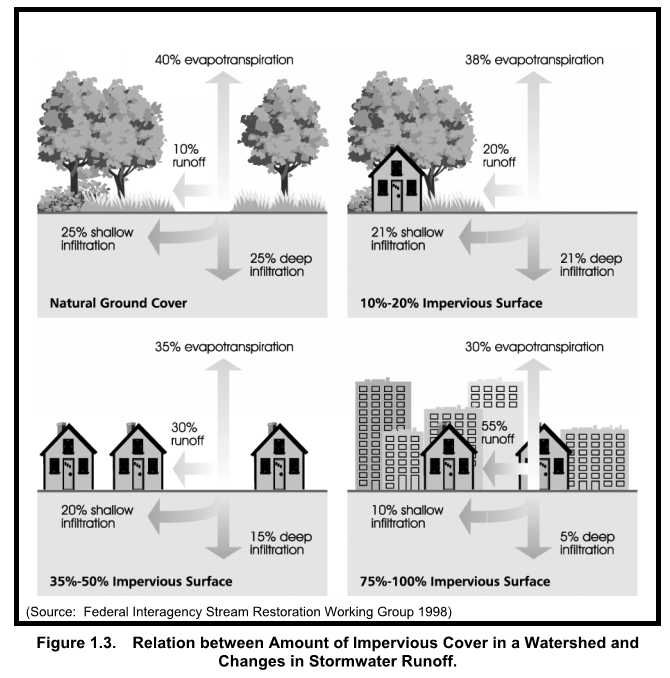 40% evapotranspiration
10%
runoff
25% shallow
infiltration
25% deep
infiltration
Natural Ground Cover
38% evapotranspiration
20%
runoff
21% shallow
infiltration
21% deep
infiltration
10%-20% Impervious Surface
35% evapotranspiration
30%
runoff
20% shallow
infiltration
15% deep
infiltration
35%-50% Impervious Surface
30% evapotranspiration
55%
runoff
10% shallow
infiltration
5% deep
infiltration
75%-100% Impervious Surface
(Source: Federal Interagency Stream Restoration Working Group 1998)
Figure 1.3. Relation between Amount of Impervious Cover in a Watershed and
Changes in Stormwater Runoff.